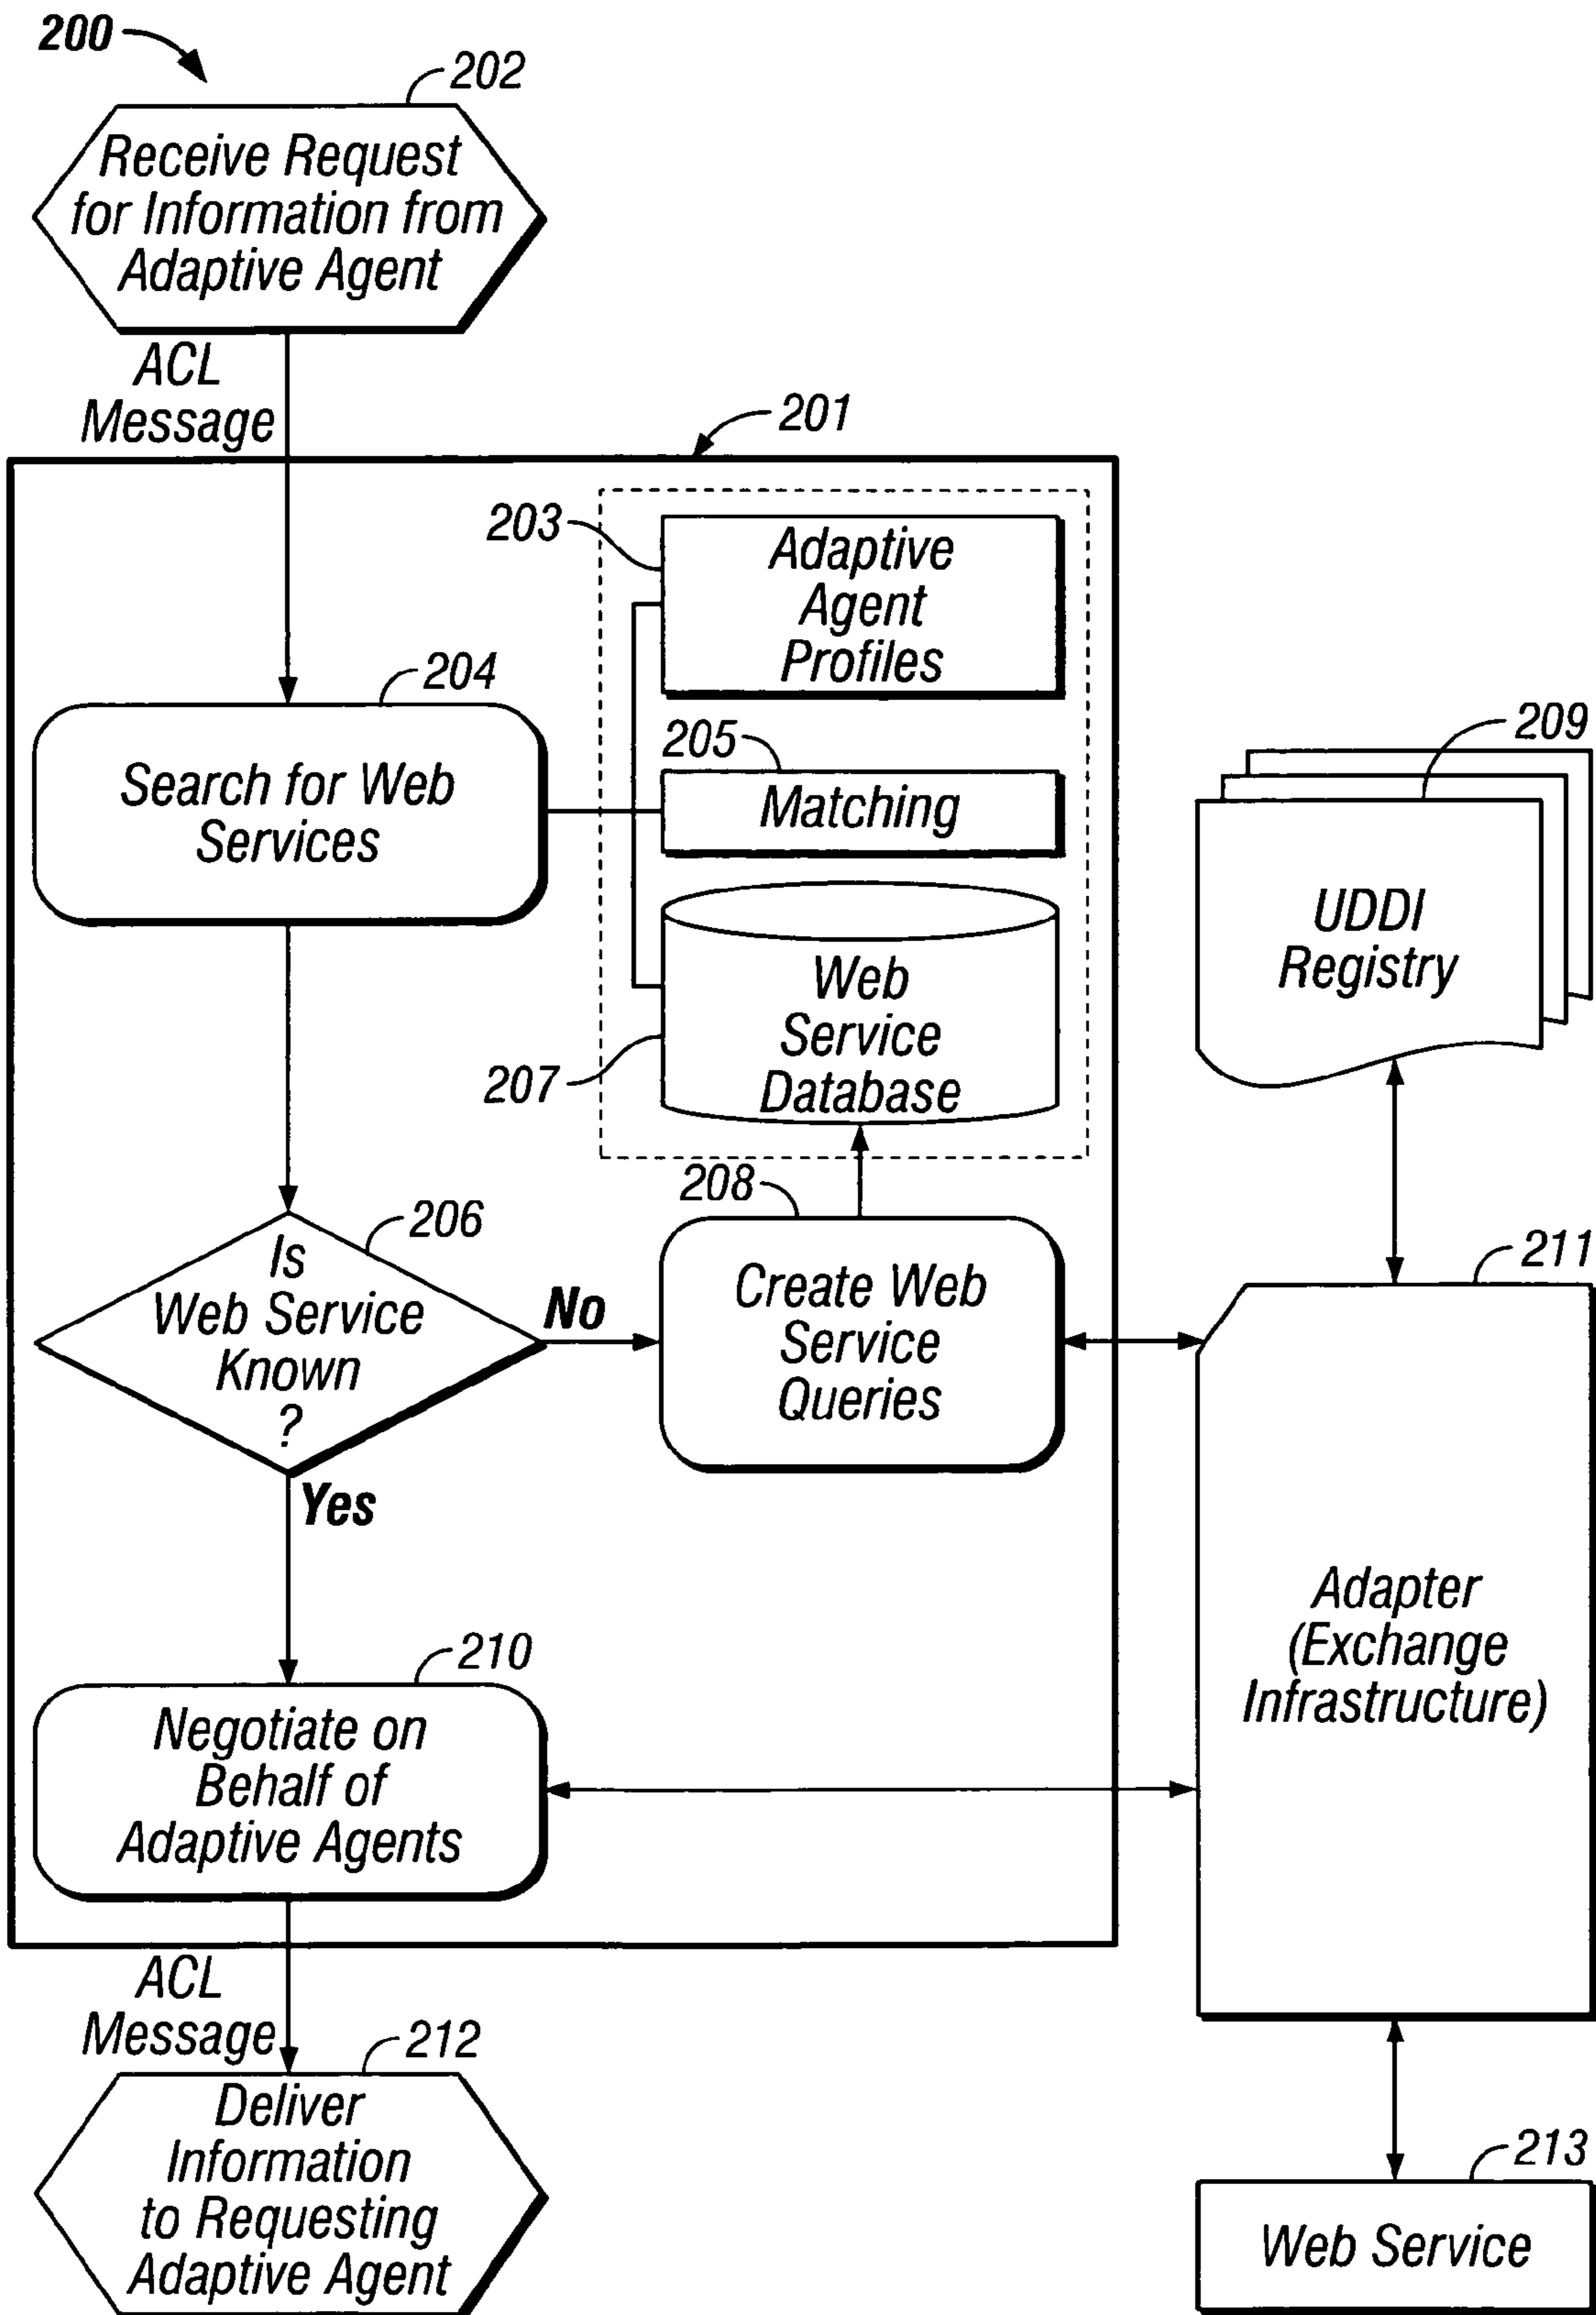 200
202
Receive Request
for Information from
Adaptive Agent
ACL
Message
201
203
Adaptive
Agent
Profiles
204
Search for Web
Services
205
Matching
209
UDDI
Registry
Web
Service
Database
207
206
Is
Web Service
Known
?
No
Yes
208
Create Web
Service
Queries
211
Adapter
(Exchange
Infrastructure)
210
Negotiate on
Behalf of
Adaptive Agents
ACL
Message
212
Deliver
Information
to Requesting
Adaptive Agent
213
Web Service